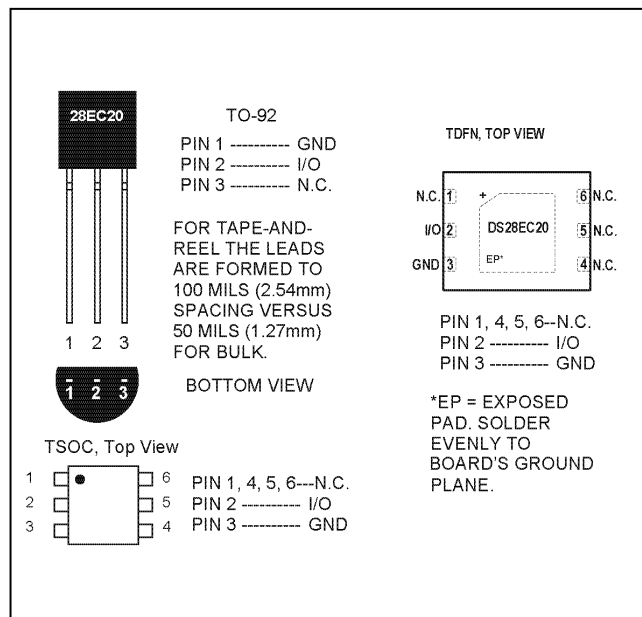 28EC20
TO-92
PIN 1 ---------- GND
PIN 2 ---------- I/O
PIN 3 ---------- N.C.
FOR TAPE-AND-
REEL THE LEADS
ARE FORMED TO
100 MILS (2.54mm)
SPACING VERSUS
50 MILS (1.27mm)
FOR BULK.
1 2 3
1 2 3
BOTTOM VIEW
TSOC, Top View
1 6
2 5
3 4
PIN 1, 4, 5, 6---N.C.
PIN 2 ---------- I/O
PIN 3 ---------- GND
TDFN, TOP VIEW
N.C. 1 + 6 N.C.
I/O 2 DS28EC20 5 N.C.
GND 3 EP* 4 N.C.
PIN 1, 4, 5, 6--N.C.
PIN 2 ---------- I/O
PIN 3 ---------- GND
*EP = EXPOSED
PAD. SOLDER
EVENLY TO
BOARD'S GROUND
PLANE.